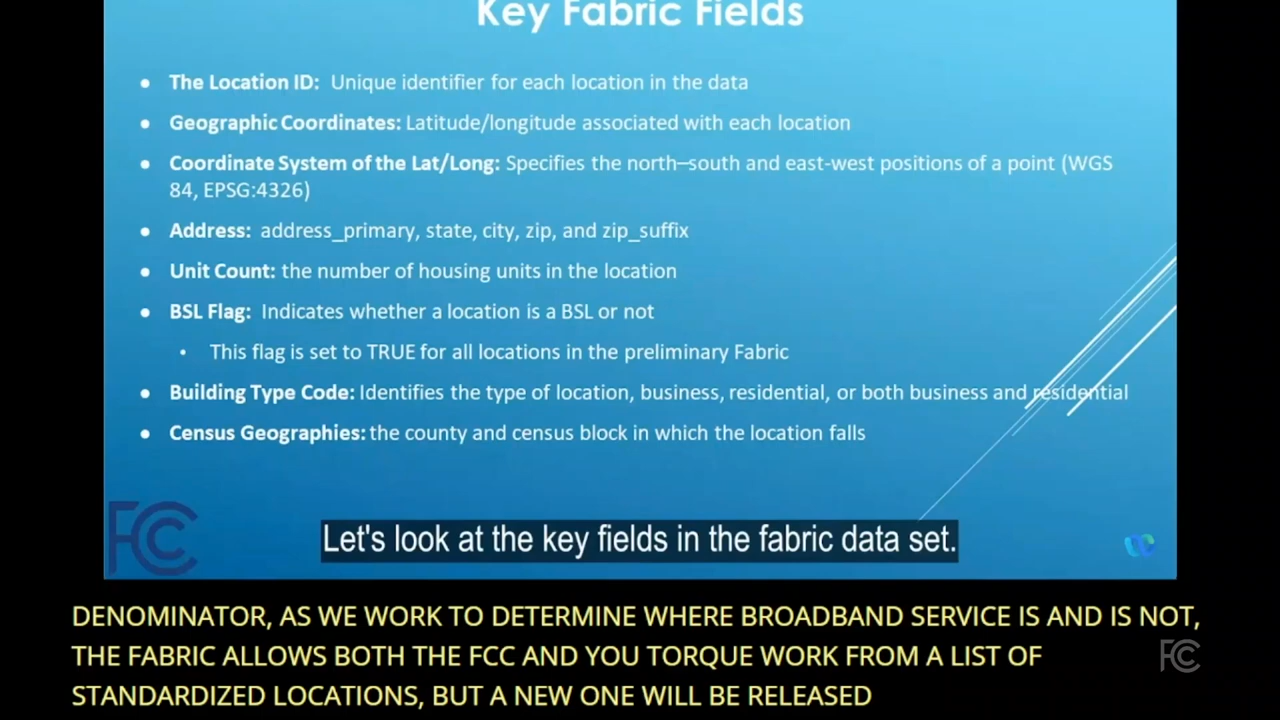 Key Fabric Fields
• The Location ID: Unique identifier for each location in the data
• Geographic Coordinates: Latitude/longitude associated with each location
• Coordinate System of the Lat/Long: Specifies the north–south and east-west positions of a point (WGS
84, EPSG:4326)
• Address: address_primary, state, city, zip, and zip_suffix
• Unit Count: the number of housing units in the location
• BSL Flag: Indicates whether a location is a BSL or not
• This flag is set to TRUE for all locations in the preliminary Fabric
• Building Type Code: Identifies the type of location, business, residential, or both business and residential
• Census Geographies: the county and census block in which the location falls
FCC
Let's look at the key fields in the fabric data set.
DENOMINATOR, AS WE WORK TO DETERMINE WHERE BROADBAND SERVICE IS AND IS NOT,
THE FABRIC ALLOWS BOTH THE FCC AND YOU TORQUE WORK FROM A LIST OF
FCC
STANDARDIZED LOCATIONS, BUT A NEW ONE WILL BE RELEASED